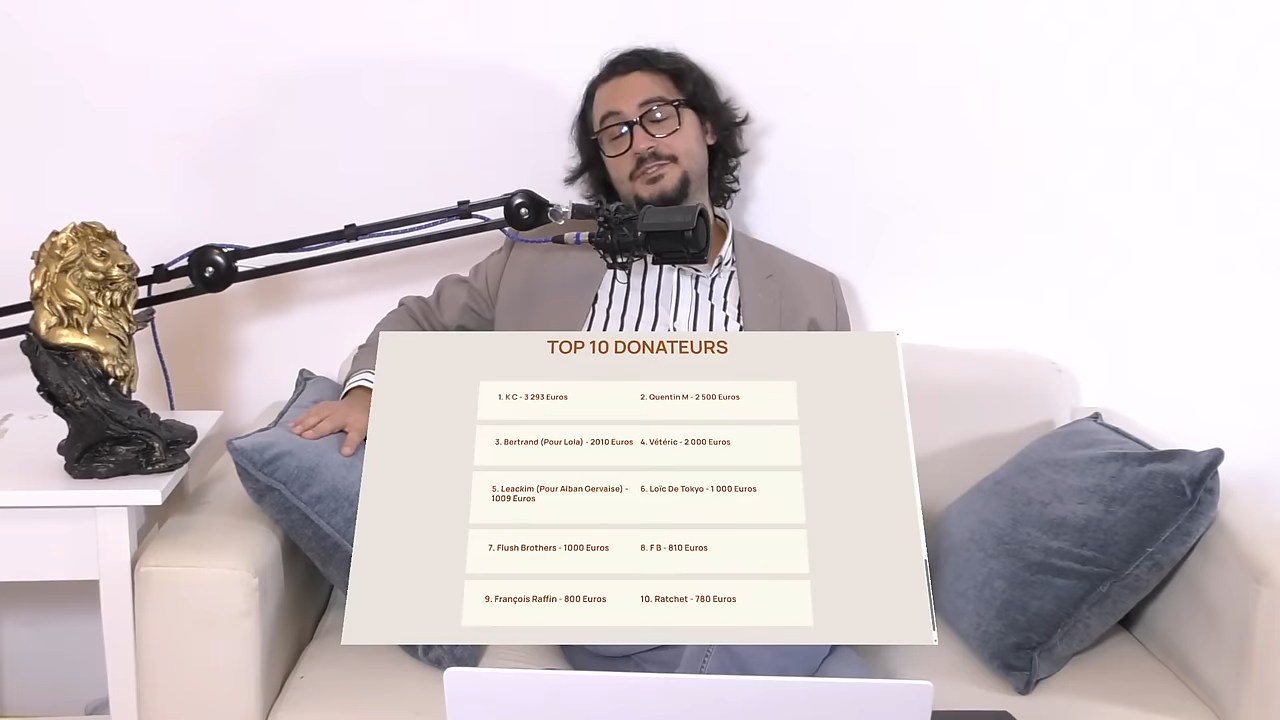 TOP 10 DONATEURS
1. K C - 3 293 Euros
2. Quentin M - 2 500 Euros
3. Bertrand (Pour Lola) - 2010 Euros
4. Vétéric - 2 000 Euros
5. Leackim (Pour Alban Gervaise) -
1009 Euros
6. Loïc De Tokyo - 1 000 Euros
7. Flush Brothers - 1000 Euros
8. F B - 810 Euros
9. François Raffin - 800 Euros
10. Ratchet - 780 Euros